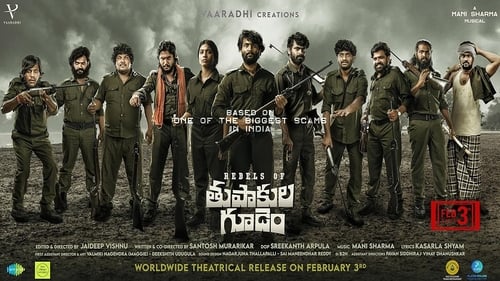 YAARADHI CREATIONS
YAARADHI
A
MANI SHARMA
MUSICAL
BASED ON
ONE OF THE BIGGEST SCAMS
IN INDIA
REBELS OF
తుపాకుల
గూడెం
Feb 3
EDITED & DIRECTED BY JAIDEEP VISHNU WRITTEN & CO-DIRECTED BY SANTOSH MURARIKAR DOP SREEKANTH ARPULA MUSIC MANI SHARMA LYRICS KASARLA SHYAM
WORLDWIDE THEATRICAL RELEASE ON FEBRUARY 3RD